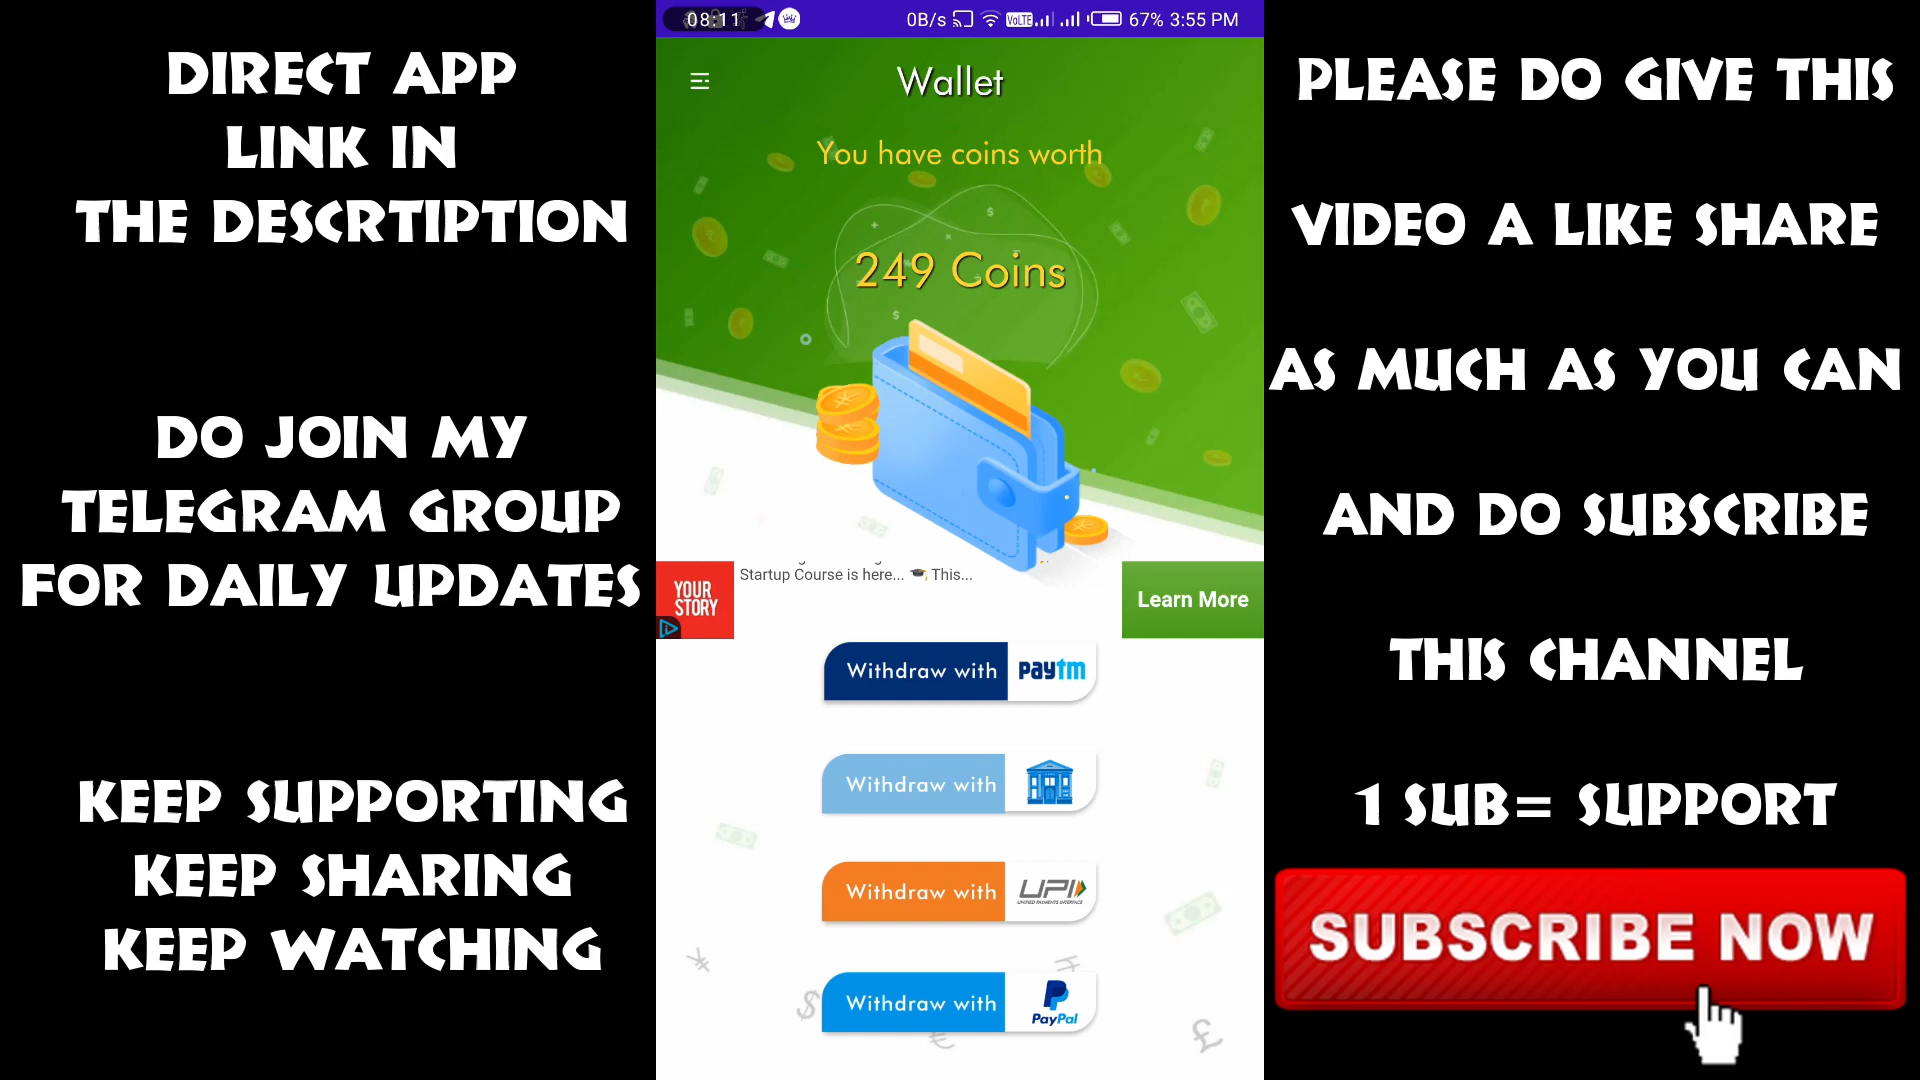 DIRECT APP
LINK IN
THE DESCRTIPTION
DO JOIN MY
TELEGRAM GROUP
FOR DAILY UPDATES
KEEP SUPPORTING
KEEP SHARING
KEEP WATCHING
08:11
0B/s VoLTE 67% 3:55 PM
Wallet
You have coins worth
249 Coins
YOUR
STORY
Startup Course is here... 🎓 This...
Learn More
Withdraw with paytm
Withdraw with
Withdraw with UPI
UNIFIED PAYMENTS INTERFACE
Withdraw with PayPal
PLEASE DO GIVE THIS
VIDEO A LIKE SHARE
AS MUCH AS YOU CAN
AND DO SUBSCRIBE
THIS CHANNEL
1 SUB= SUPPORT
SUBSCRIBE NOW